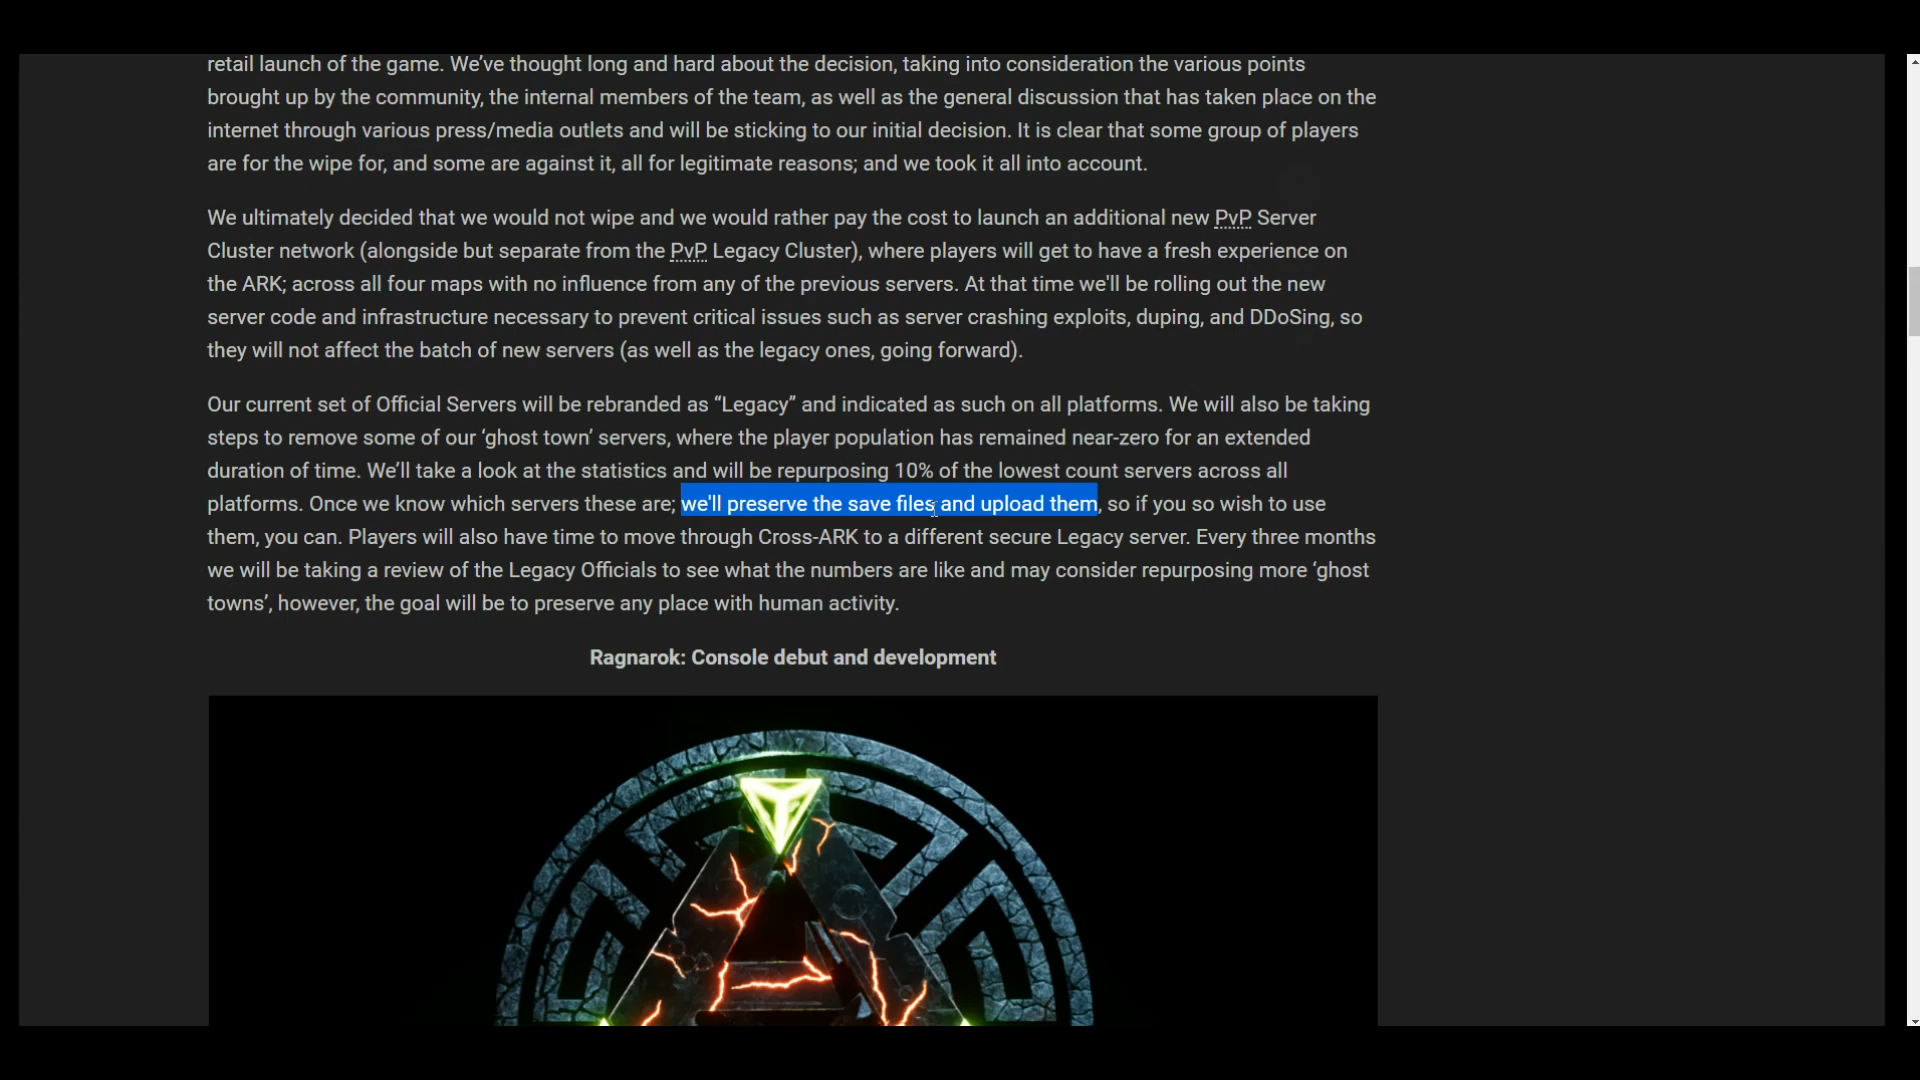 retail launch of the game. We’ve thought long and hard about the decision, taking into consideration the various points
brought up by the community, the internal members of the team, as well as the general discussion that has taken place on the
internet through various press/media outlets and will be sticking to our initial decision. It is clear that some group of players
are for the wipe for, and some are against it, all for legitimate reasons; and we took it all into account.
We ultimately decided that we would not wipe and we would rather pay the cost to launch an additional new PvP Server
Cluster network (alongside but separate from the PvP Legacy Cluster), where players will get to have a fresh experience on
the ARK; across all four maps with no influence from any of the previous servers. At that time we'll be rolling out the new
server code and infrastructure necessary to prevent critical issues such as server crashing exploits, duping, and DDoSing, so
they will not affect the batch of new servers (as well as the legacy ones, going forward).
Our current set of Official Servers will be rebranded as “Legacy” and indicated as such on all platforms. We will also be taking
steps to remove some of our ‘ghost town’ servers, where the player population has remained near-zero for an extended
duration of time. We’ll take a look at the statistics and will be repurposing 10% of the lowest count servers across all
platforms. Once we know which servers these are; we'll preserve the save files and upload them, so if you so wish to use
them, you can. Players will also have time to move through Cross-ARK to a different secure Legacy server. Every three months
we will be taking a review of the Legacy Officials to see what the numbers are like and may consider repurposing more ‘ghost
towns’, however, the goal will be to preserve any place with human activity.
Ragnarok: Console debut and development